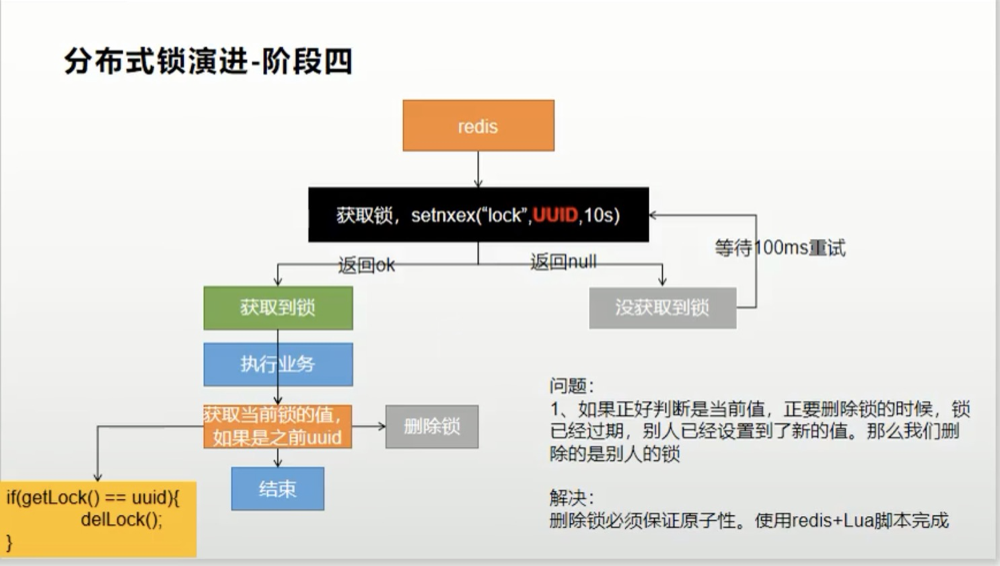 分布式锁演进-阶段四
redis
获取锁，setnxex(“lock”,UUID,10s)
等待100ms重试
返回ok
返回null
获取到锁
没获取到锁
执行业务
获取当前锁的值，
如果是之前uuid
删除锁
结束
if(getLock() == uuid){
delLock();
}
问题：
1、如果正好判断是当前值，正要删除锁的时候，锁
已经过期，别人已经设置到了新的值。那么我们删
除的是别人的锁
解决：
删除锁必须保证原子性。使用redis+Lua脚本完成